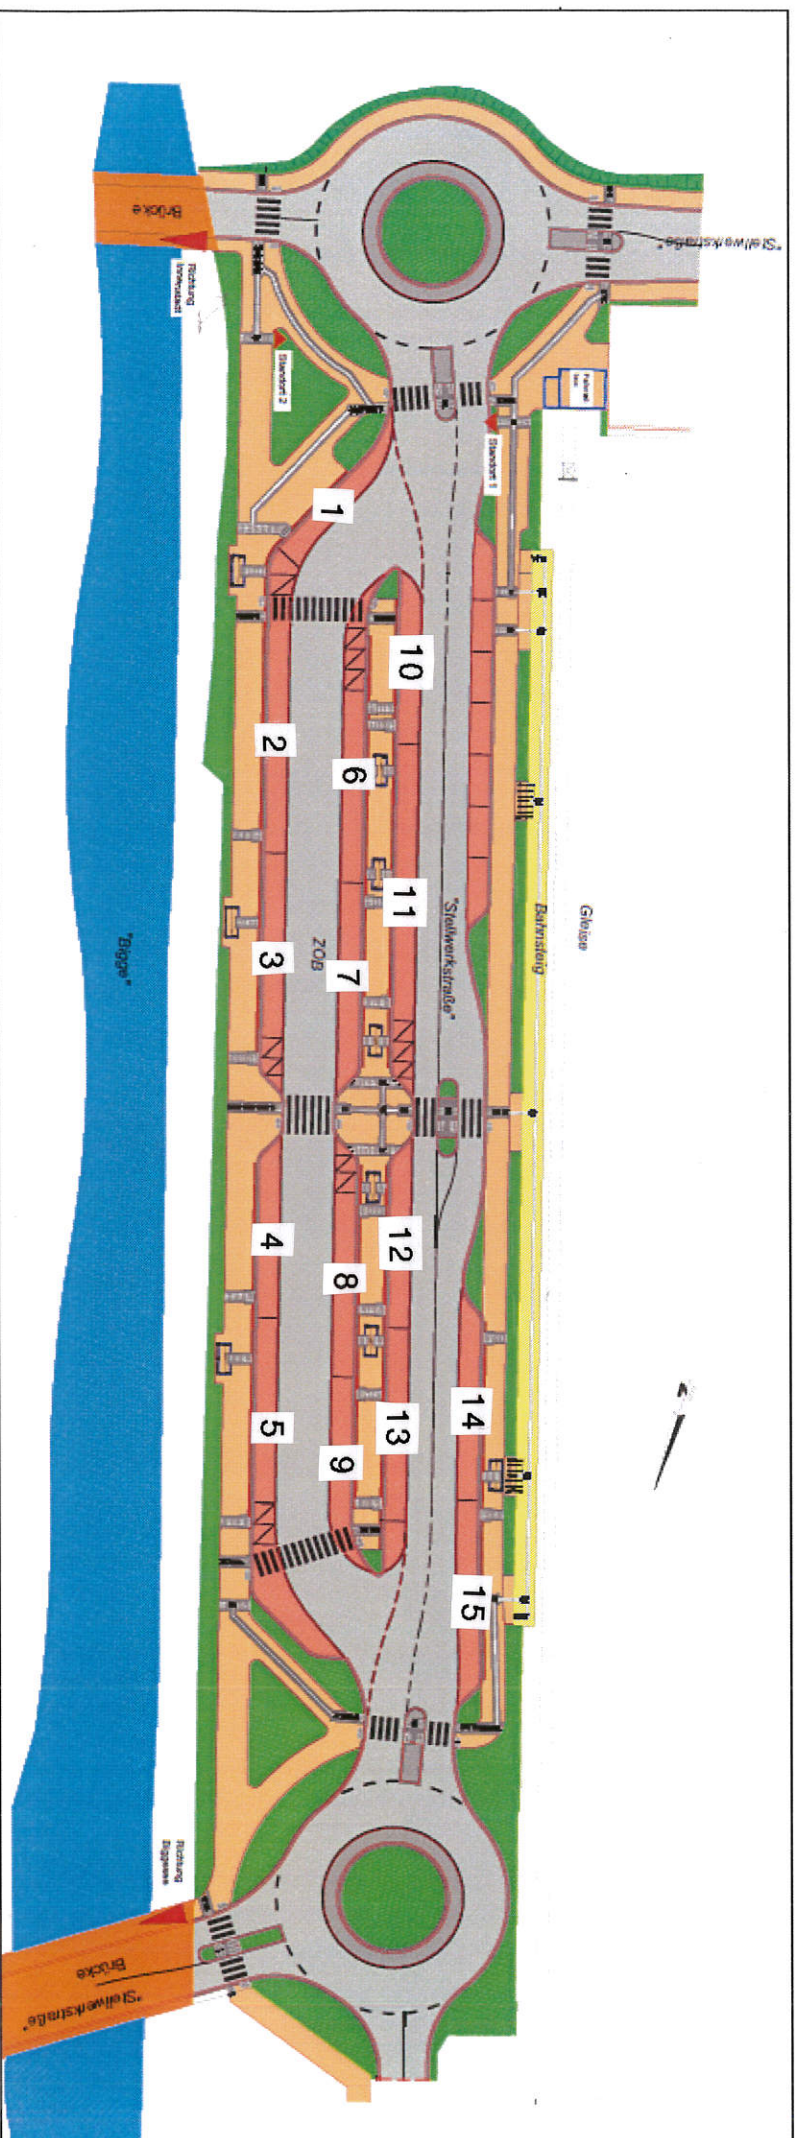 "Stellwerkstraße"
Brücke
Richtung
Innenstadt
Standort 2
Standort 1
1
10
2
6
11
3
7
ZOB
"Stellwerkstraße"
Bahnsteig
Gleise
"Bigge"
4
8
12
5
9
13
14
15
N
Richtung
Biggesee
Brücke
"Stellwerkstraße"